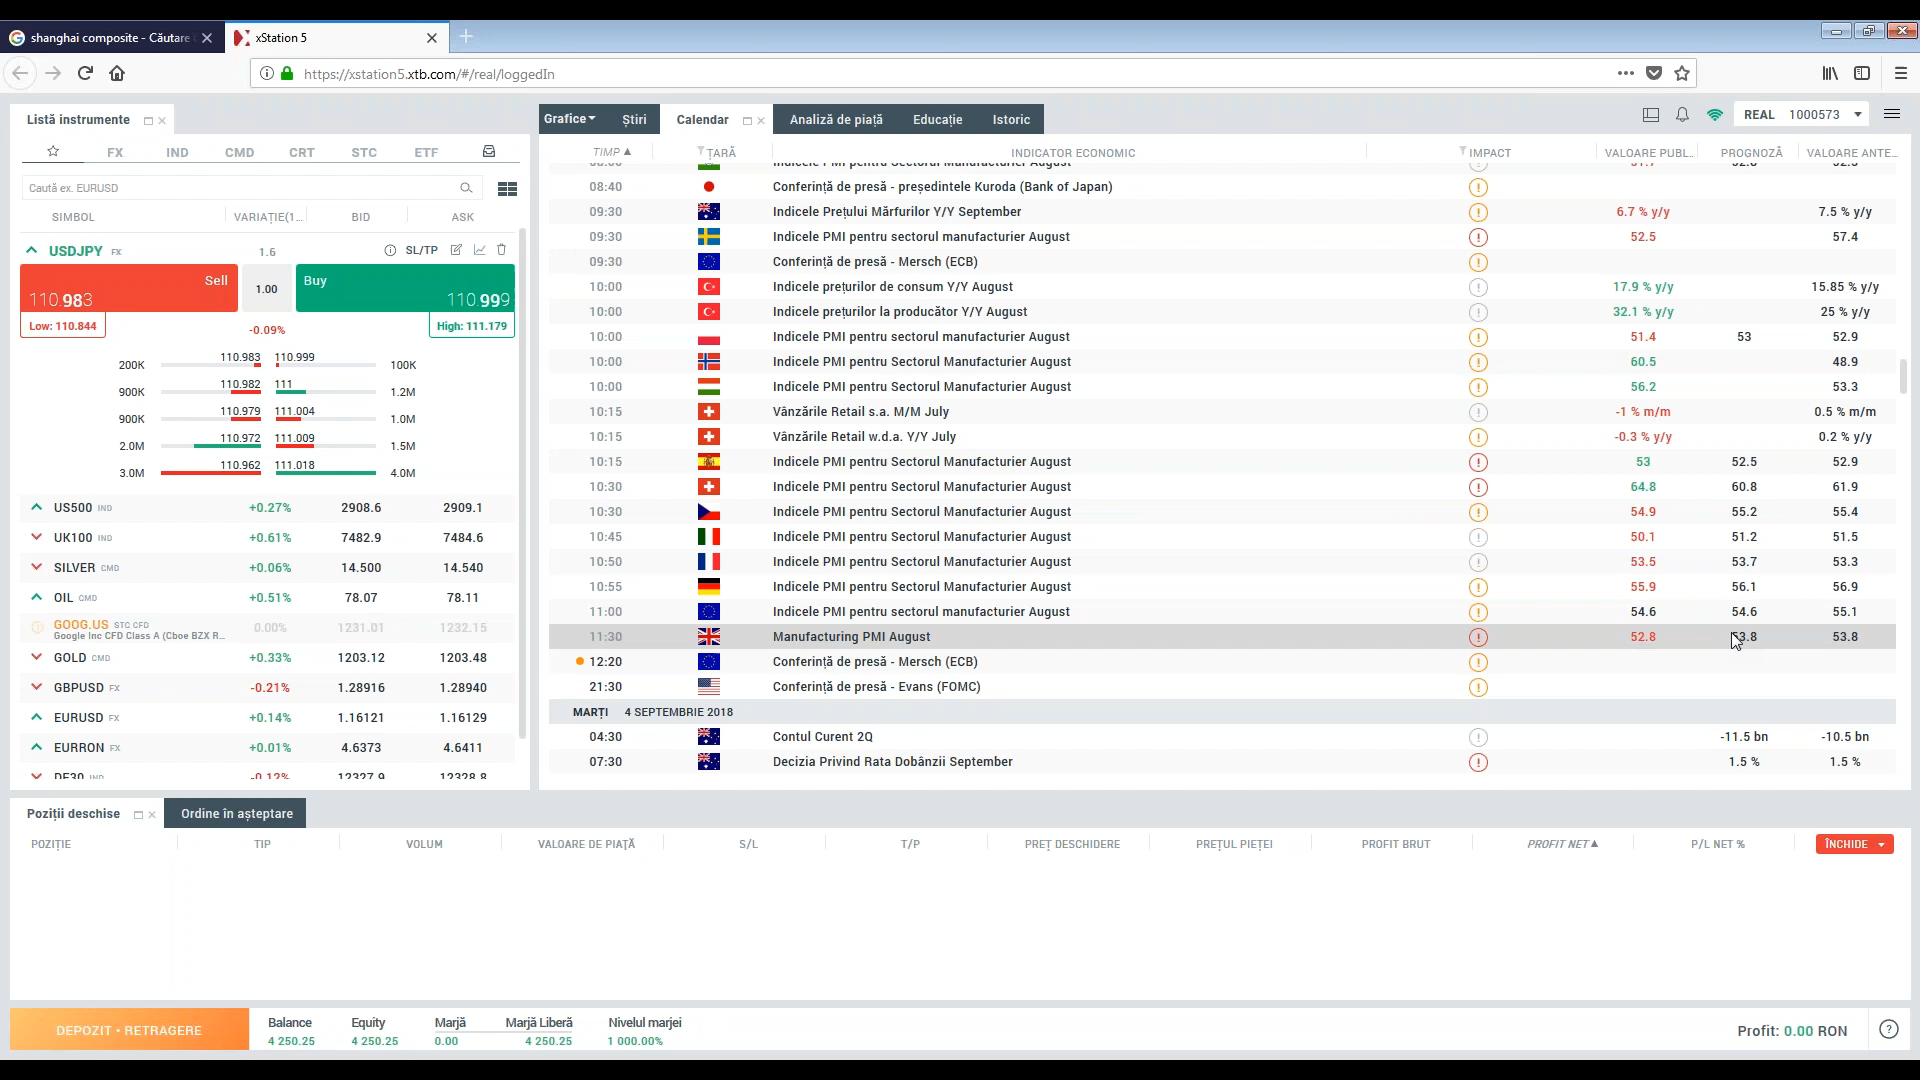 shanghai composite - Căutare
xStation 5
https://xstation5.xtb.com/#/real/loggedIn
Listă instrumente
Grafice
Știri
Calendar
Analiză de piață
Educație
Istoric
REAL 1000573
FX IND CMD CRT STC ETF
Caută ex. EURUSD
SIMBOL VARIAȚIE(1... BID ASK
USDJPY FX 1.6 SL/TP
Sell 110.983
1.00
Buy 110.999
Low: 110.844
-0.09%
High: 111.179
200K 110.983 110.999 100K
900K 110.982 111 1.2M
900K 110.979 111.004 1.0M
2.0M 110.972 111.009 1.5M
3.0M 110.962 111.018 4.0M
US500 IND +0.27% 2908.6 2909.1
UK100 IND +0.61% 7482.9 7484.6
SILVER CMD +0.06% 14.500 14.540
OIL CMD +0.51% 78.07 78.11
GOOG.US STC CFD 0.00% 1231.01 1232.15
Google Inc CFD Class A (Cboe BZX R...
GOLD CMD +0.33% 1203.12 1203.48
GBPUSD FX -0.21% 1.28916 1.28940
EURUSD FX +0.14% 1.16121 1.16129
EURRON FX +0.01% 4.6373 4.6411
DE30 IND -0.12% 12327.9 12328.8
TIMP ȚARĂ INDICATOR ECONOMIC IMPACT VALOARE PUBL... PROGNOZĂ VALOARE ANTE...
Indicele PMI pentru Sectorul Manufacturier August
08:40 Conferință de presă - președintele Kuroda (Bank of Japan)
09:30 Indicele Prețului Mărfurilor Y/Y September 6.7 % y/y 7.5 % y/y
09:30 Indicele PMI pentru sectorul manufacturier August 52.5 57.4
09:30 Conferință de presă - Mersch (ECB)
10:00 Indicele prețurilor de consum Y/Y August 17.9 % y/y 15.85 % y/y
10:00 Indicele prețurilor la producător Y/Y August 32.1 % y/y 25 % y/y
10:00 Indicele PMI pentru sectorul manufacturier August 51.4 53 52.9
10:00 Indicele PMI pentru Sectorul Manufacturier August 60.5 48.9
10:00 Indicele PMI pentru Sectorul Manufacturier August 56.2 53.3
10:15 Vânzările Retail s.a. M/M July -1 % m/m 0.5 % m/m
10:15 Vânzările Retail w.d.a. Y/Y July -0.3 % y/y 0.2 % y/y
10:15 Indicele PMI pentru Sectorul Manufacturier August 53 52.5 52.9
10:30 Indicele PMI pentru Sectorul Manufacturier August 64.8 60.8 61.9
10:30 Indicele PMI pentru Sectorul Manufacturier August 54.9 55.2 55.4
10:45 Indicele PMI pentru Sectorul Manufacturier August 50.1 51.2 51.5
10:50 Indicele PMI pentru Sectorul Manufacturier August 53.5 53.7 53.3
10:55 Indicele PMI pentru Sectorul Manufacturier August 55.9 56.1 56.9
11:00 Indicele PMI pentru sectorul manufacturier August 54.6 54.6 55.1
11:30 Manufacturing PMI August 52.8 53.8 53.8
12:20 Conferință de presă - Mersch (ECB)
21:30 Conferință de presă - Evans (FOMC)
MARȚI 4 SEPTEMBRIE 2018
04:30 Contul Curent 2Q -11.5 bn -10.5 bn
07:30 Decizia Privind Rata Dobânzii September 1.5 % 1.5 %
Poziții deschise
Ordine în așteptare
POZIȚIE TIP VOLUM VALOARE DE PIAȚĂ S/L T/P PREȚ DESCHIDERE PREȚUL PIEȚEI PROFIT BRUT PROFIT NET P/L NET % ÎNCHIDE
DEPOZIT • RETRAGERE
Balance Equity Marjă Marjă Liberă Nivelul marjei
4 250.25 4 250.25 0.00 4 250.25 1 000.00%
Profit: 0.00 RON